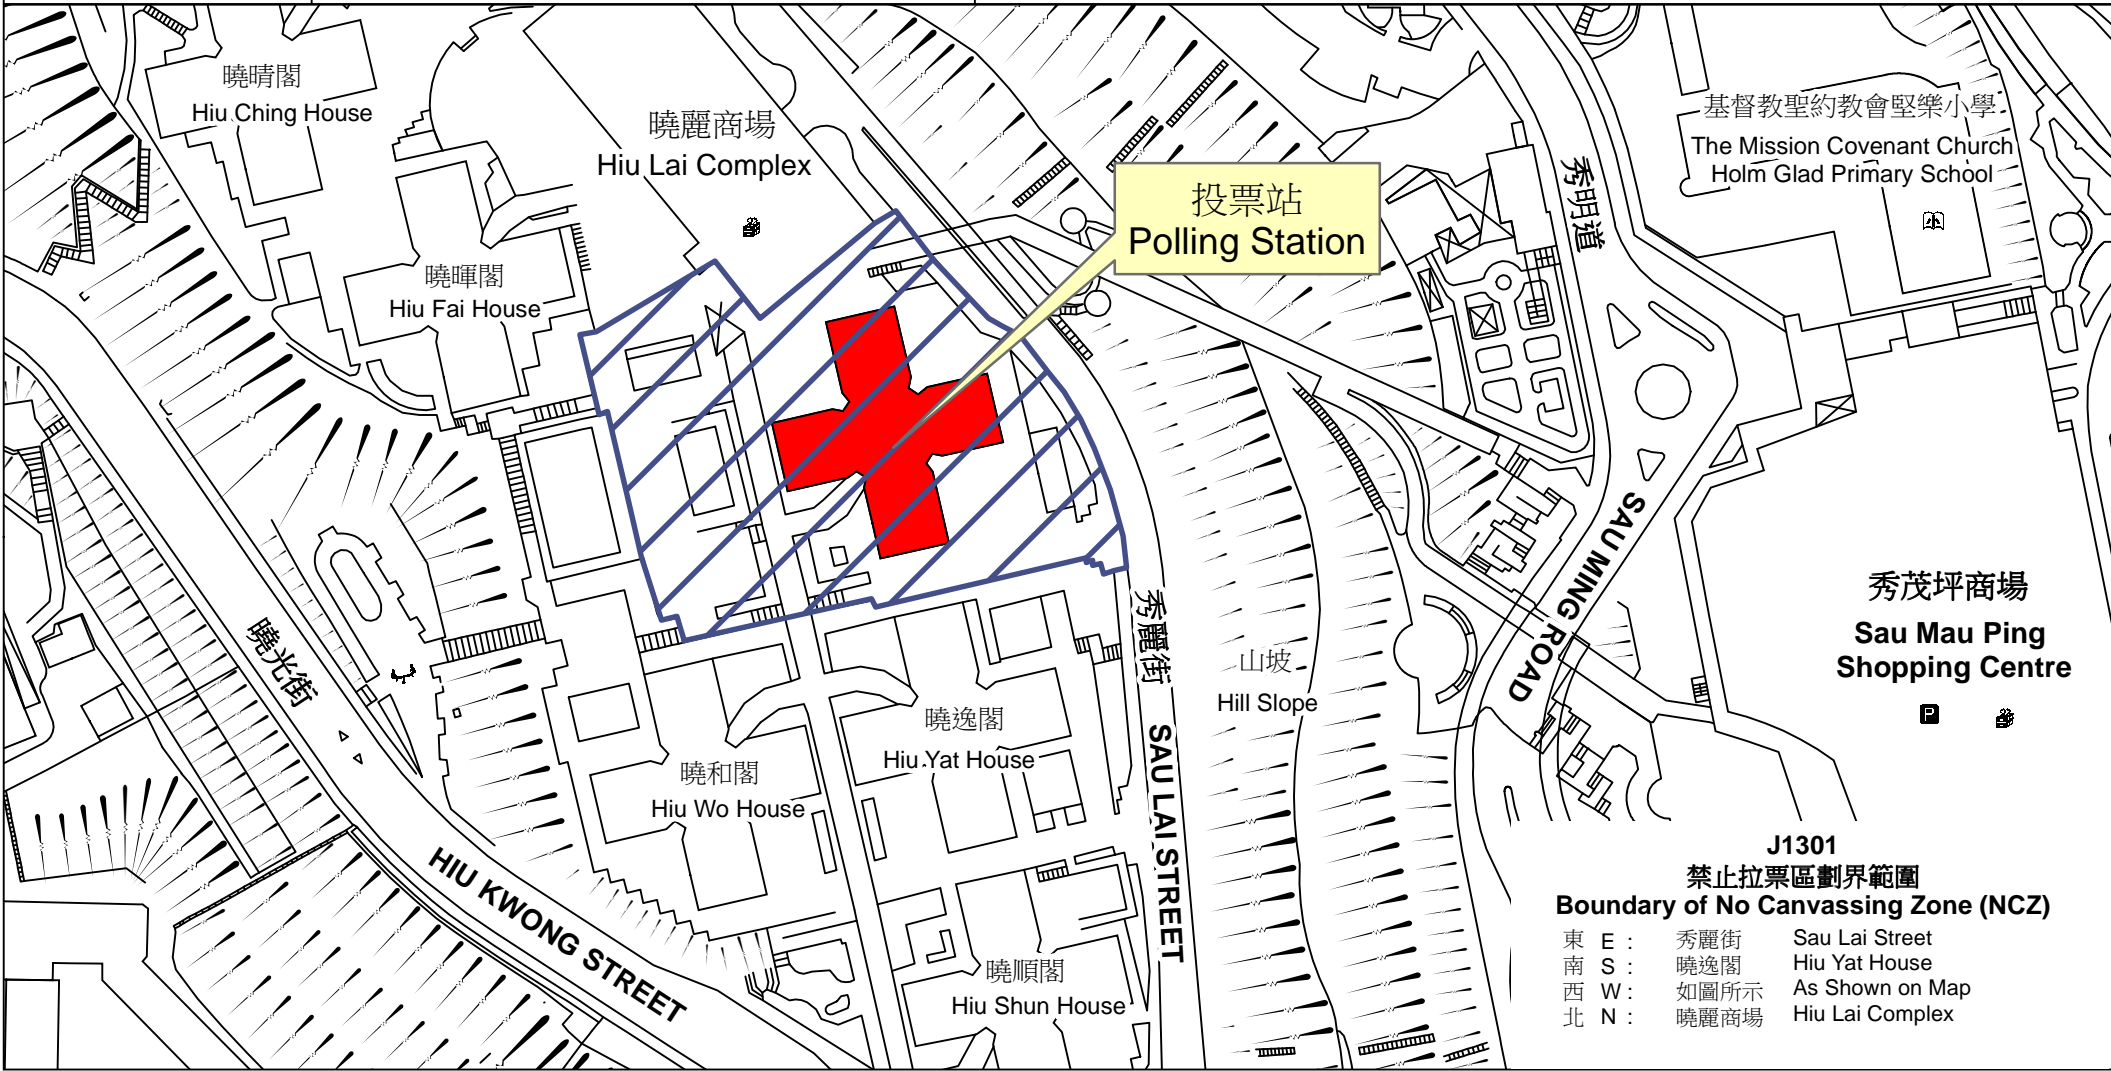 曉晴閣
Hiu Ching House
曉麗商場
Hiu Lai Complex
基督教聖約教會堅樂小學
The Mission Covenant Church
Holm Glad Primary School
投票站
Polling Station
秀明道
曉暉閣
Hiu Fai House
SAU MING ROAD
秀茂坪商場
Sau Mau Ping
Shopping Centre
P
曉光街
秀麗街
山坡
Hill Slope
曉逸閣
Hiu Yat House
曉和閣
Hiu Wo House
SAU LAI STREET
HIU KWONG STREET
曉順閣
Hiu Shun House
J1301
禁止拉票區劃界範圍
Boundary of No Canvassing Zone (NCZ)
東 E : 秀麗街 Sau Lai Street
南 S : 曉逸閣 Hiu Yat House
西 W : 如圖所示 As Shown on Map
北 N : 曉麗商場 Hiu Lai Complex